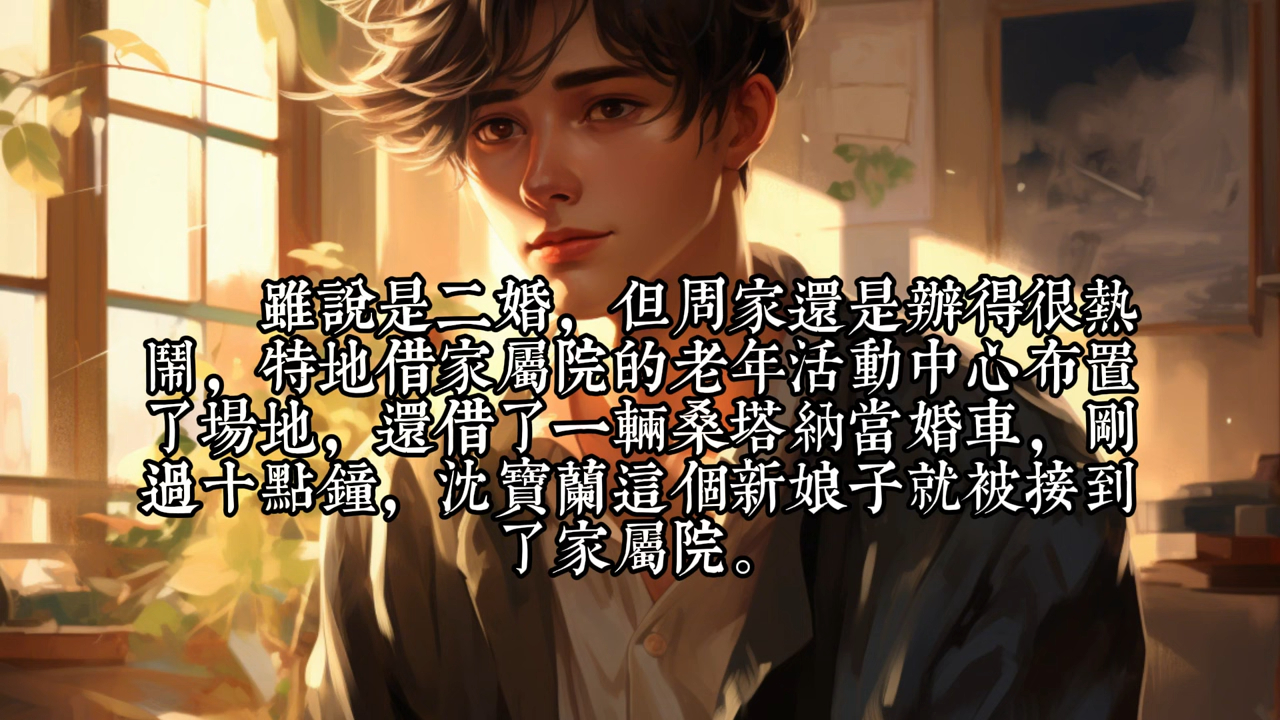 雖說是二婚，但周家還是辦得很熱
鬧，特地借家屬院的老年活動中心布置
了場地，還借了一輛桑塔納當婚車，剛
過十點鐘，沈寶蘭這個新娘子就被接到
了家屬院。